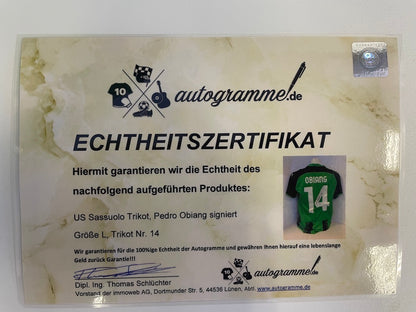 10
autogramme.de
ECHTHEITSZERTIFIKAT
Hiermit garantieren wir die Echtheit des
nachfolgend aufgeführten Produktes:
OBIANG
14
US Sassuolo Trikot, Pedro Obiang signiert
Größe L, Trikot Nr. 14
Wir garantieren für die 100%ige Echtheit der Autogramme und gewähren Ihnen hierauf eine lebenslange
Geld zurück Garantie!!!
autogramme.de
Dipl. Ing. Thomas Schlüchter
Vorstand der immoweb AG, Dortmunder Str. 5, 44536 Lünen, Abtl. www.autogramme.de